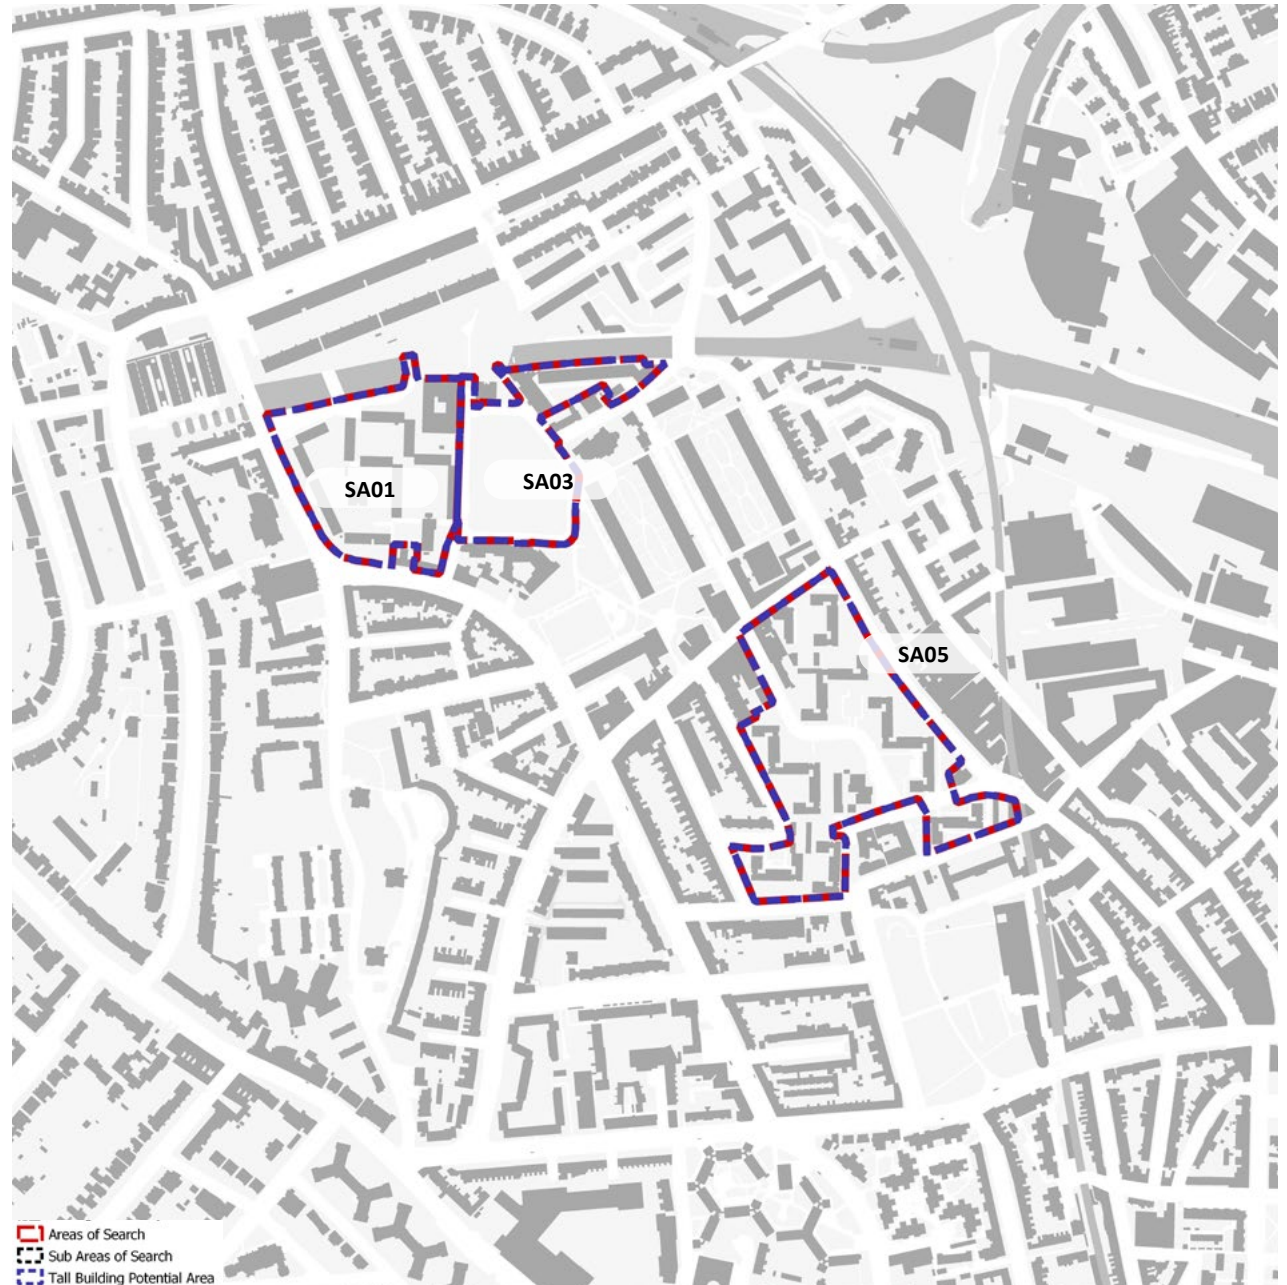 SA01
SA03
SA05
Areas of Search
Sub Areas of Search
Tall Building Potential Area